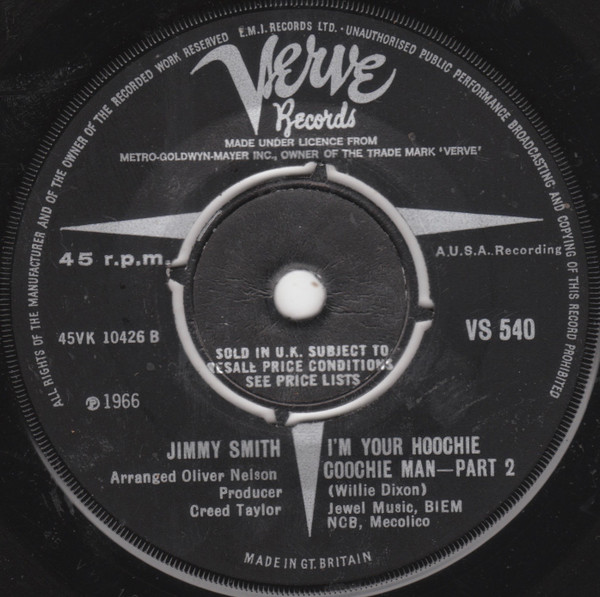 ALL RIGHTS OF THE MANUFACTURER AND OF THE OWNER OF THE RECORDED WORK RESERVED E.M.I. RECORDS LTD. · UNAUTHORISED PUBLIC PERFORMANCE BROADCASTING AND COPYING OF THIS RECORD PROHIBITED
Verve
Records
MADE UNDER LICENCE FROM
METRO-GOLDWYN-MAYER INC., OWNER OF THE TRADE MARK 'VERVE'
45 r.p.m.
A U.S.A. Recording
45VK 10426 B
VS 540
SOLD IN U.K. SUBJECT TO
RESALE PRICE CONDITIONS
SEE PRICE LISTS
℗ 1966
JIMMY SMITH
Arranged Oliver Nelson
Producer
Creed Taylor
I'M YOUR HOOCHIE
COOCHIE MAN—PART 2
(Willie Dixon)
Jewel Music, BIEM
NCB, Mecolico
MADE IN GT. BRITAIN